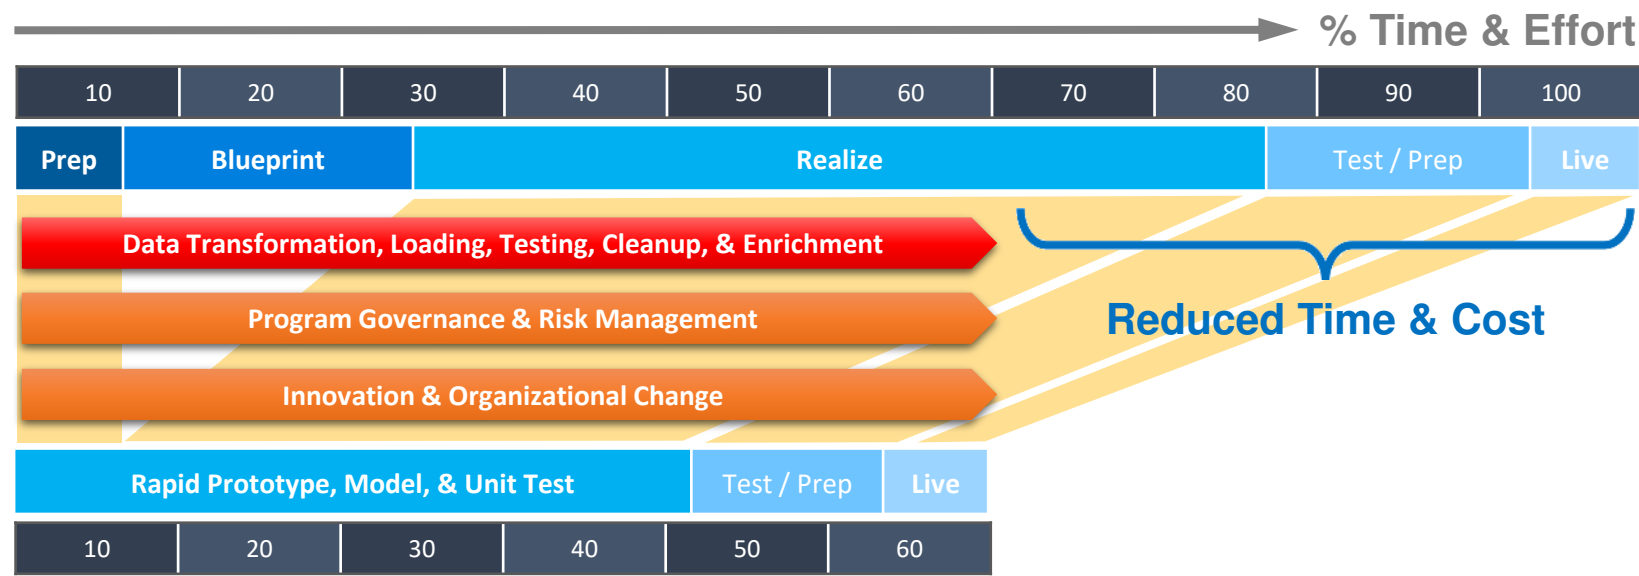 % Time & Effort
10 20 30 40 50 60 70 80 90 100
Prep Blueprint Realize Test / Prep Live
Data Transformation, Loading, Testing, Cleanup, & Enrichment
Program Governance & Risk Management
Reduced Time & Cost
Innovation & Organizational Change
Rapid Prototype, Model, & Unit Test Test / Prep Live
10 20 30 40 50 60